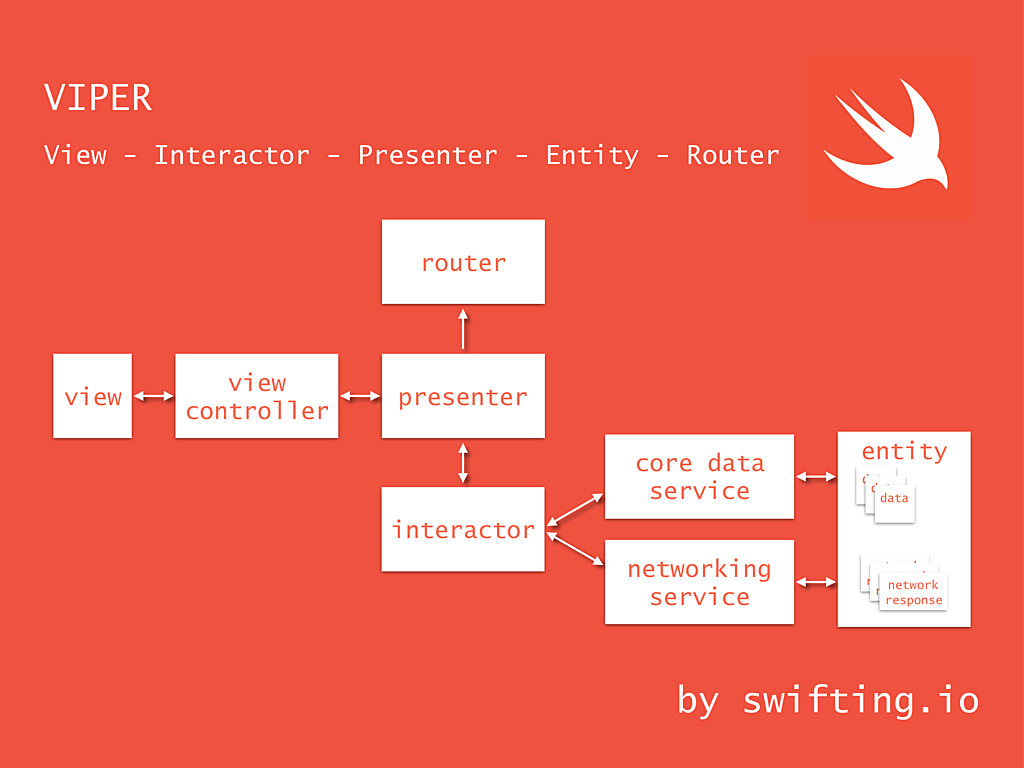 VIPER
View - Interactor - Presenter - Entity - Router
router
view
view
controller
presenter
interactor
core data
service
networking
service
entity
data
network
response
by swifting.io